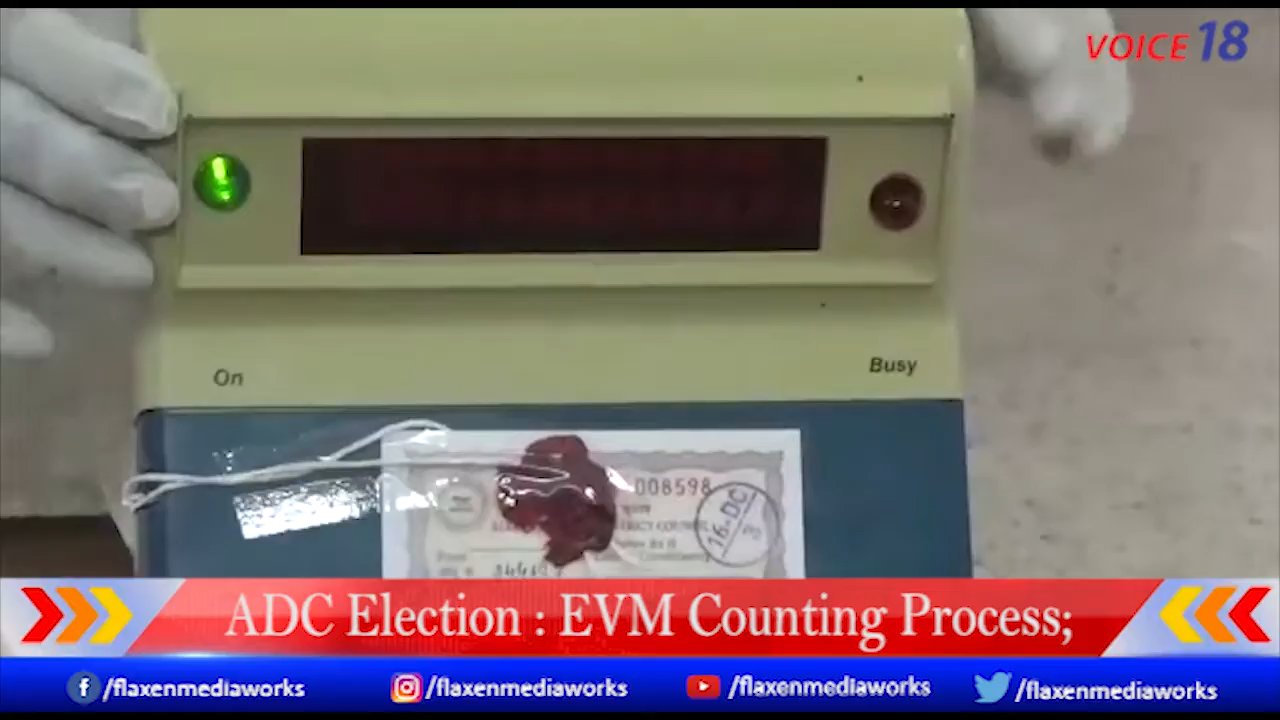 VOICE 18
On
Busy
008598
16-DC
ADC Election : EVM Counting Process;
/flaxenmediaworks
/flaxenmediaworks
/flaxenmediaworks
/flaxenmediaworks